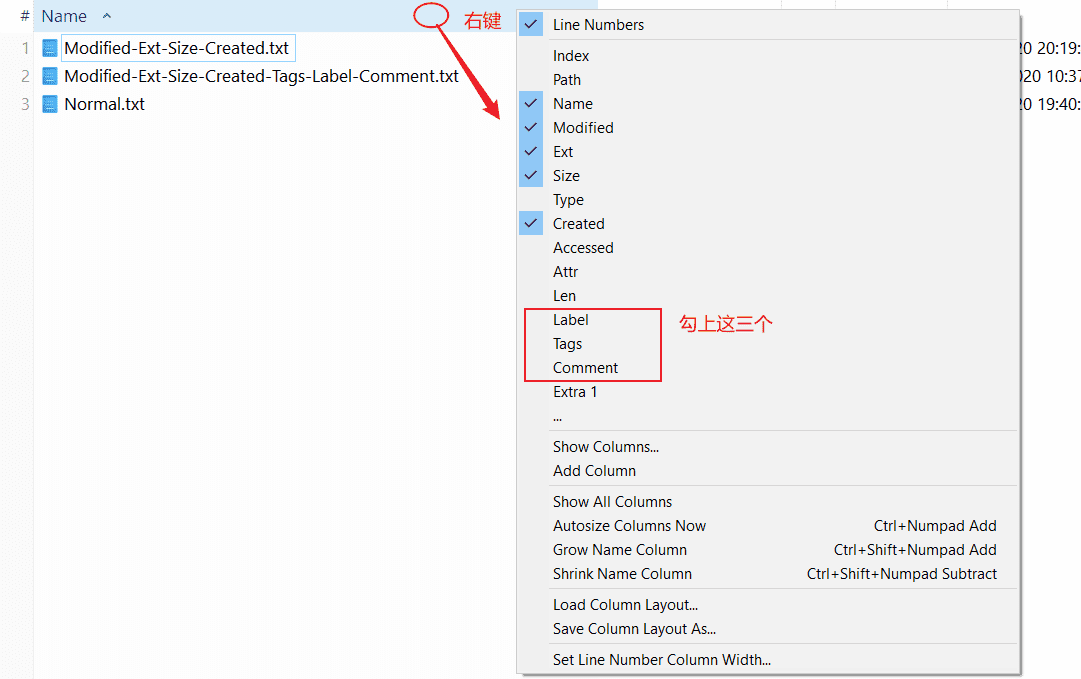 # Name
右键
1 Modified-Ext-Size-Created.txt
2 Modified-Ext-Size-Created-Tags-Label-Comment.txt
3 Normal.txt
Line Numbers
Index
Path
Name
Modified
Ext
Size
Type
Created
Accessed
Attr
Len
Label
Tags
Comment
勾上这三个
Extra 1
...
Show Columns...
Add Column
Show All Columns
Autosize Columns Now Ctrl+Numpad Add
Grow Name Column Ctrl+Shift+Numpad Add
Shrink Name Column Ctrl+Shift+Numpad Subtract
Load Column Layout...
Save Column Layout As...
Set Line Number Column Width...
20 20:19:
020 10:37
20 19:40: